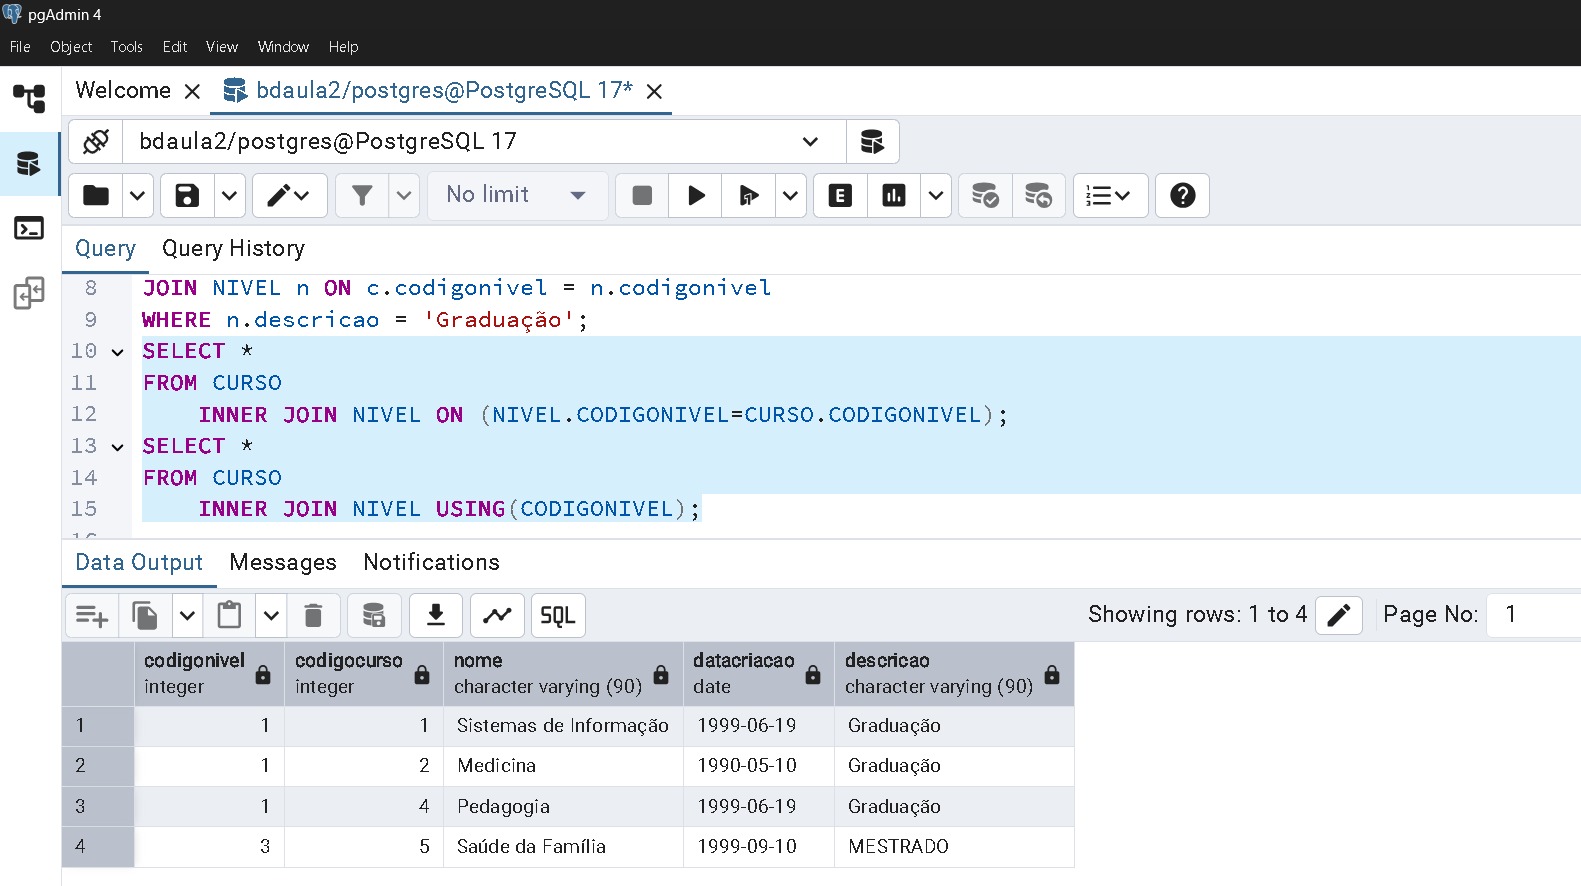 pgAdmin 4
File Object Tools Edit View Window Help
Welcome bdaula2/postgres@PostgreSQL 17*
bdaula2/postgres@PostgreSQL 17
No limit E
Query Query History
8 JOIN NIVEL n ON c.codigonivel = n.codigonivel
9 WHERE n.descricao = 'Graduação';
10 SELECT *
11 FROM CURSO
12 INNER JOIN NIVEL ON (NIVEL.CODIGONIVEL=CURSO.CODIGONIVEL);
13 SELECT *
14 FROM CURSO
15 INNER JOIN NIVEL USING(CODIGONIVEL);
Data Output Messages Notifications
SQL Showing rows: 1 to 4 Page No: 1
codigonivel codigocurso nome datacriacao descricao
integer integer character varying (90) date character varying (90)
1 1 1 Sistemas de Informação 1999-06-19 Graduação
2 1 2 Medicina 1990-05-10 Graduação
3 1 4 Pedagogia 1999-06-19 Graduação
4 3 5 Saúde da Família 1999-09-10 MESTRADO